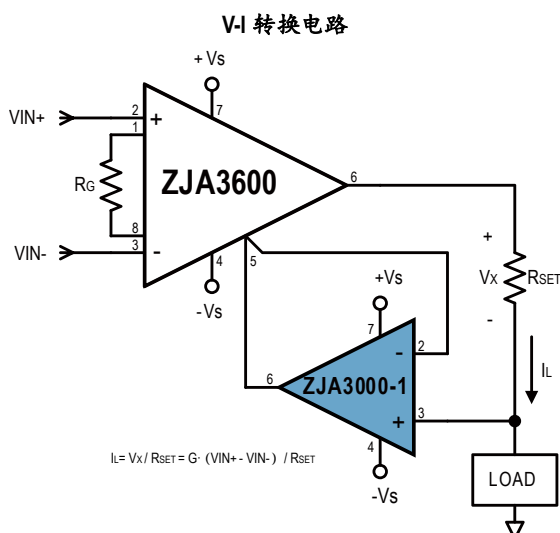 V-I 转换电路
+Vs
VIN+
2
7
+
1
RG
ZJA3600
6
8
VIN-
3
-
4
5
-Vs
+
VX
RSET
-
+Vs
7
-
2
IL
6
ZJA3000-1
+
3
4
-Vs
IL= VX / RSET = G· (VIN+ - VIN-) / RSET
LOAD